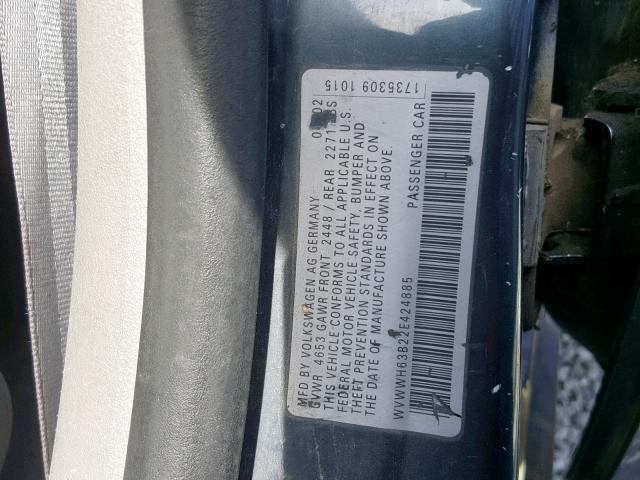 MFD BY VOLKSWAGEN AG GERMANY
GVWR 4653 GAWR FRONT 2448 / REAR 2271 LBS
THIS VEHICLE CONFORMS TO ALL APPLICABLE U.S.
FEDERAL MOTOR VEHICLE SAFETY, BUMPER AND
THEFT PREVENTION STANDARDS IN EFFECT ON
THE DATE OF MANUFACTURE SHOWN ABOVE.
WVWWH63B22E424885 PASSENGER CAR
1735309 1015